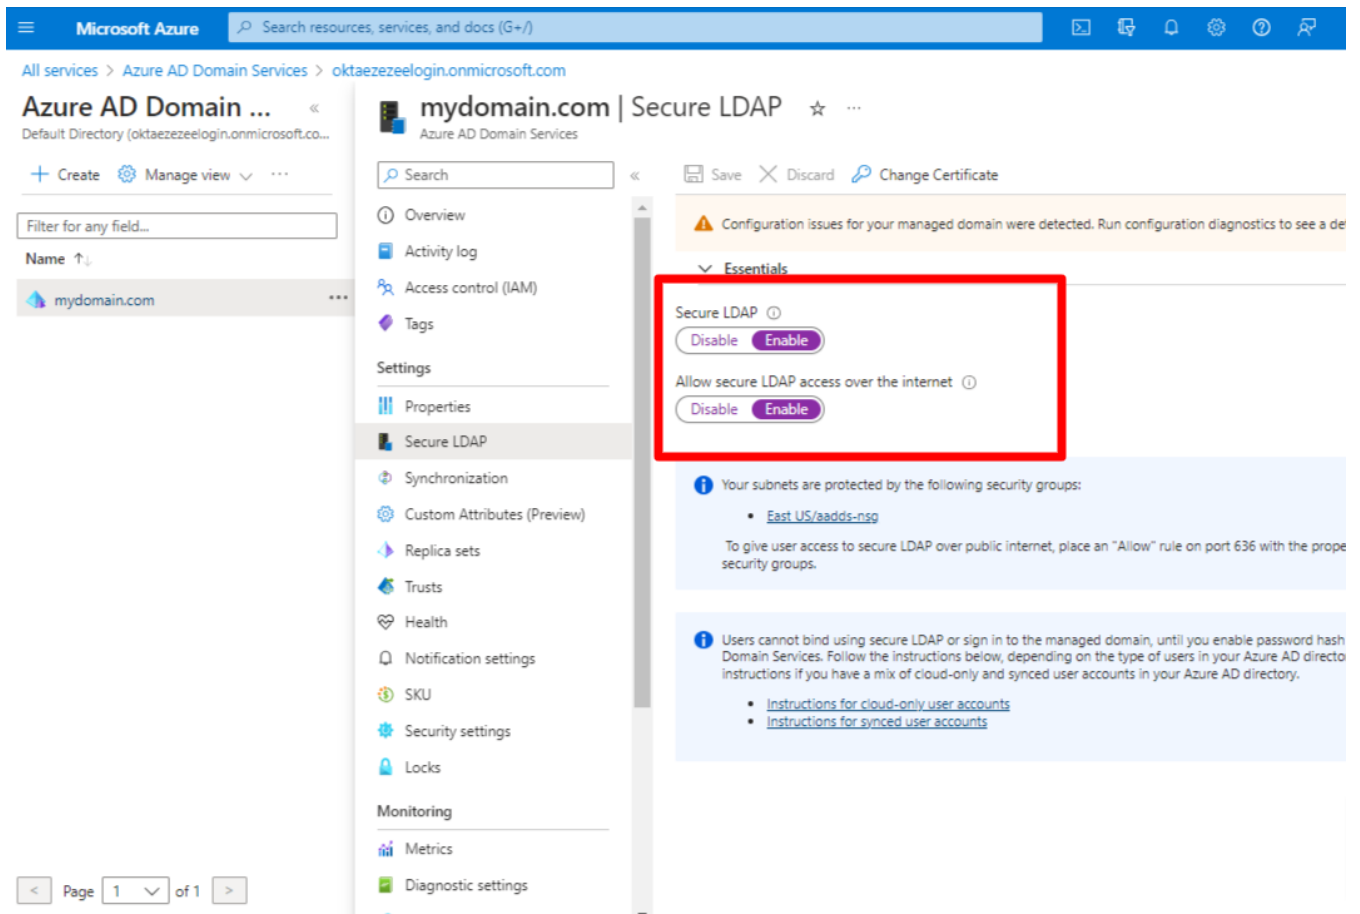 Microsoft Azure
Search resources, services, and docs (G+/)
All services > Azure AD Domain Services > oktaezezeelogin.onmicrosoft.com
Azure AD Domain ... «
Default Directory (oktaezezeelogin.onmicrosoft.co...
+ Create
Manage view
...
Filter for any field...
Name ↑↓
mydomain.com
...
mydomain.com | Secure LDAP
...
Azure AD Domain Services
Search
«
Overview
Activity log
Access control (IAM)
Tags
Settings
Properties
Secure LDAP
Synchronization
Custom Attributes (Preview)
Replica sets
Trusts
Health
Notification settings
SKU
Security settings
Locks
Monitoring
Metrics
Diagnostic settings
Save
Discard
Change Certificate
Configuration issues for your managed domain were detected. Run configuration diagnostics to see a de
Essentials
Secure LDAP
Disable Enable
Allow secure LDAP access over the internet
Disable Enable
Your subnets are protected by the following security groups:
• East US/aadds-nsg
To give user access to secure LDAP over public internet, place an "Allow" rule on port 636 with the prope
security groups.
Users cannot bind using secure LDAP or sign in to the managed domain, until you enable password hash
Domain Services. Follow the instructions below, depending on the type of users in your Azure AD directo
instructions if you have a mix of cloud-only and synced user accounts in your Azure AD directory.
• Instructions for cloud-only user accounts
• Instructions for synced user accounts
< Page 1 of 1 >